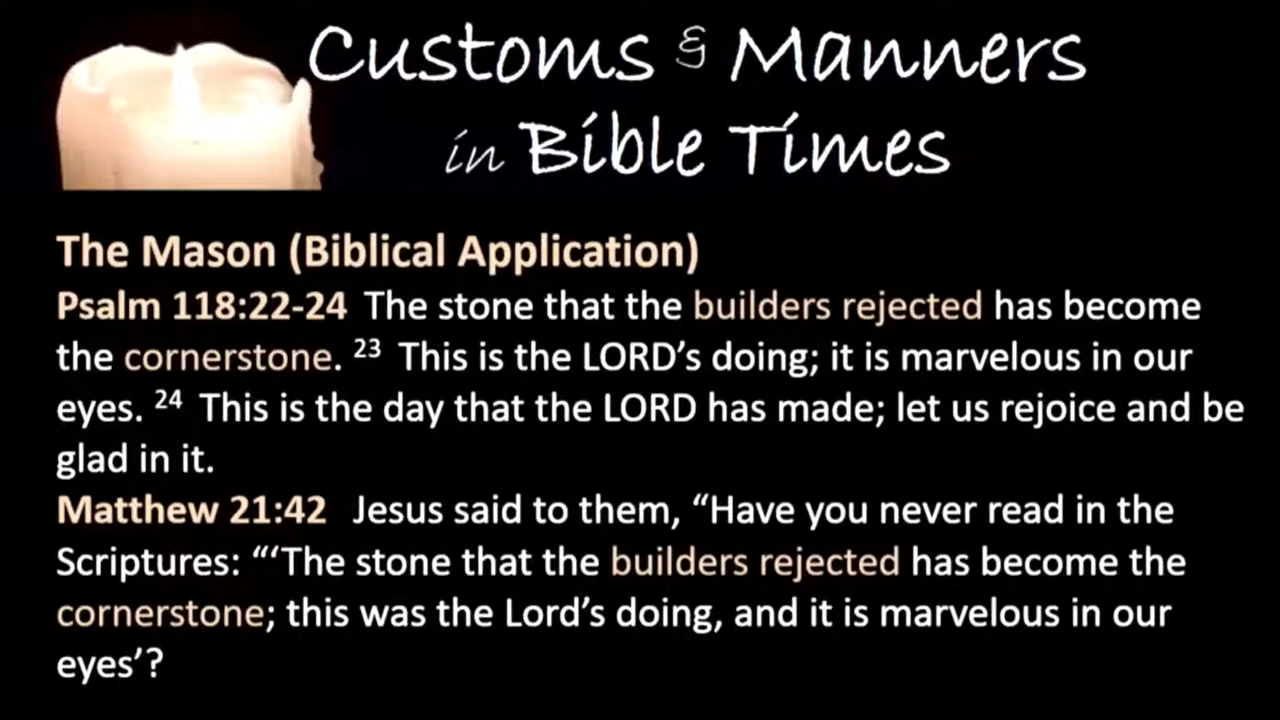 Customs & Manners
in Bible Times
The Mason (Biblical Application)
Psalm 118:22-24 The stone that the builders rejected has become
the cornerstone. ²³ This is the LORD’s doing; it is marvelous in our
eyes. ²⁴ This is the day that the LORD has made; let us rejoice and be
glad in it.
Matthew 21:42 Jesus said to them, “Have you never read in the
Scriptures: “‘The stone that the builders rejected has become the
cornerstone; this was the Lord’s doing, and it is marvelous in our
eyes’?